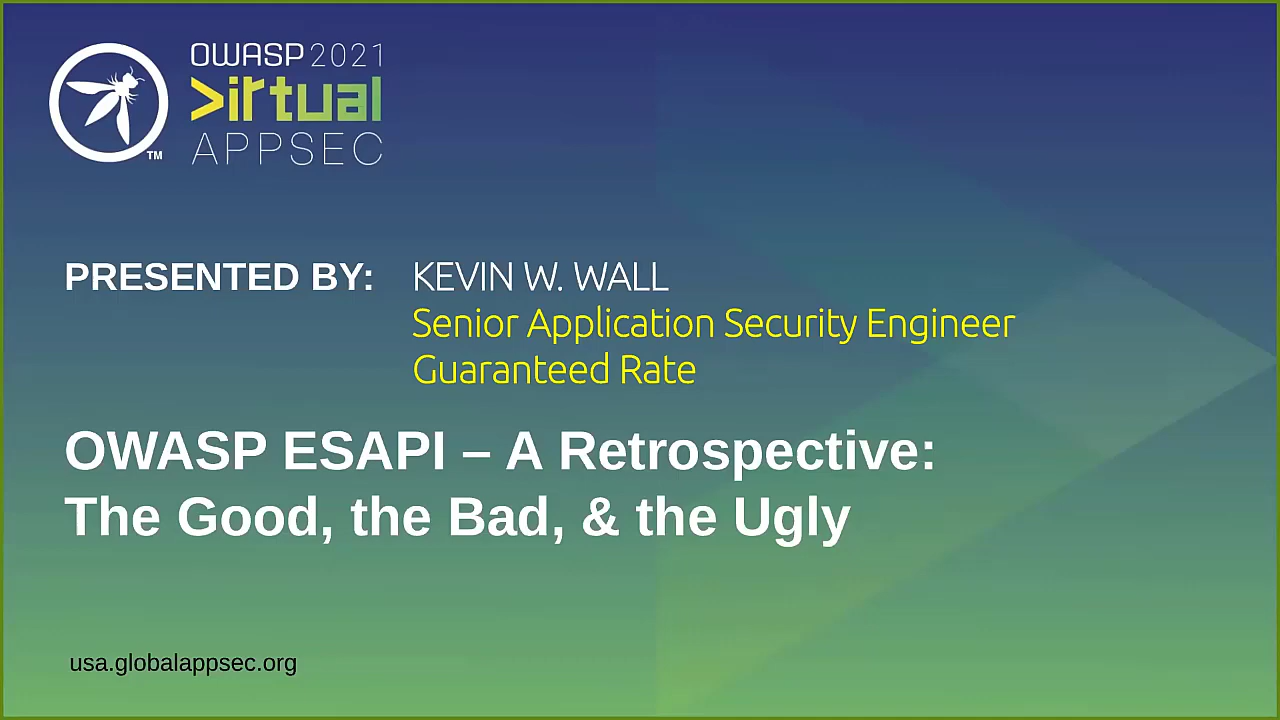 OWASP 2021
>irtual
APPSEC
TM
PRESENTED BY: KEVIN W. WALL
Senior Application Security Engineer
Guaranteed Rate
OWASP ESAPI – A Retrospective:
The Good, the Bad, & the Ugly
usa.globalappsec.org